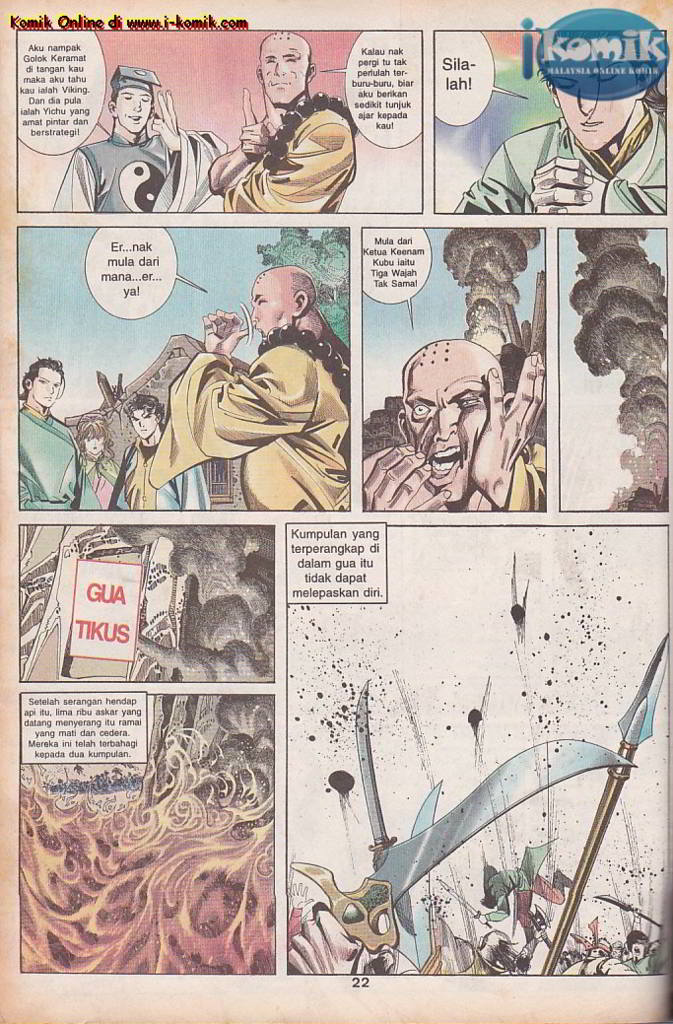 Komik Online di www.i-komik.com
ikomik
MALAYSIA ONLINE KOMIK
Aku nampak
Golok Keramat
di tangan kau
maka aku tahu
kau ialah Viking.
Dan dia pula
ialah Yichu yang
amat pintar dan
berstrategi!
Kalau nak
pergi tu tak
perlulah ter-
buru-buru, biar
aku berikan
sedikit tunjuk
ajar kepada
kau!
Sila-
lah!
Er...nak
mula dari
mana...er...
ya!
Mula dari
Ketua Keenam
Kubu iaitu
Tiga Wajah
Tak Sama!
GUA
TIKUS
Kumpulan yang
terperangkap di
dalam gua itu
tidak dapat
melepaskan diri.
Setelah serangan hendap
api itu, lima ribu askar yang
datang menyerang itu ramai
yang mati dan cedera.
Mereka ini telah terbahagi
kepada dua kumpulan.
22